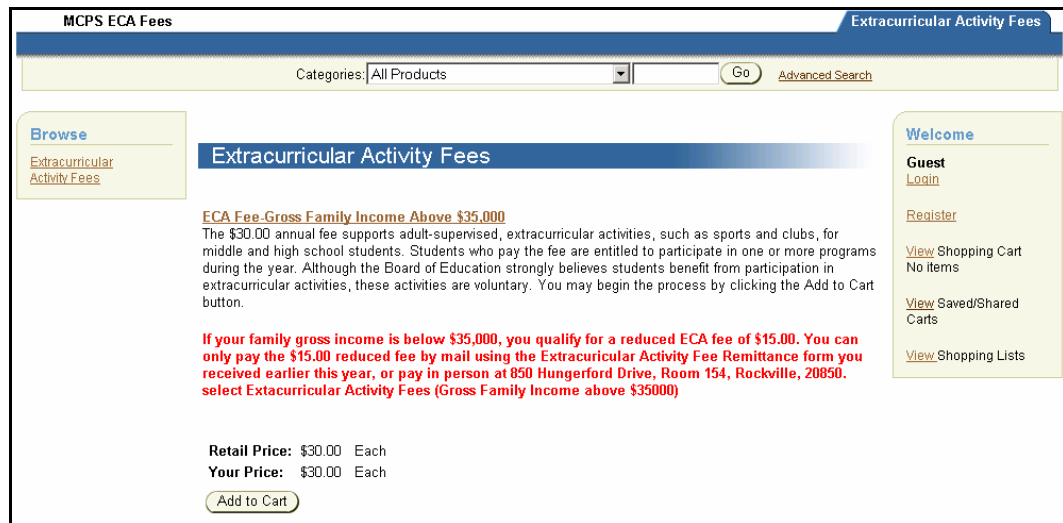 MCPS ECA Fees
Extracurricular Activity Fees
Categories: All Products Go Advanced Search
Browse
Extracurricular
Activity Fees
Extracurricular Activity Fees
ECA Fee-Gross Family Income Above $35,000
The $30.00 annual fee supports adult-supervised, extracurricular activities, such as sports and clubs, for
middle and high school students. Students who pay the fee are entitled to participate in one or more programs
during the year. Although the Board of Education strongly believes students benefit from participation in
extracurricular activities, these activities are voluntary. You may begin the process by clicking the Add to Cart
button.
If your family gross income is below $35,000, you qualify for a reduced ECA fee of $15.00. You can
only pay the $15.00 reduced fee by mail using the Extracuricular Activity Fee Remittance form you
received earlier this year, or pay in person at 850 Hungerford Drive, Room 154, Rockville, 20850.
select Extacurricular Activity Fees (Gross Family Income above $35000)
Retail Price: $30.00 Each
Your Price: $30.00 Each
Add to Cart
Welcome
Guest
Login
Register
View Shopping Cart
No items
View Saved/Shared
Carts
View Shopping Lists